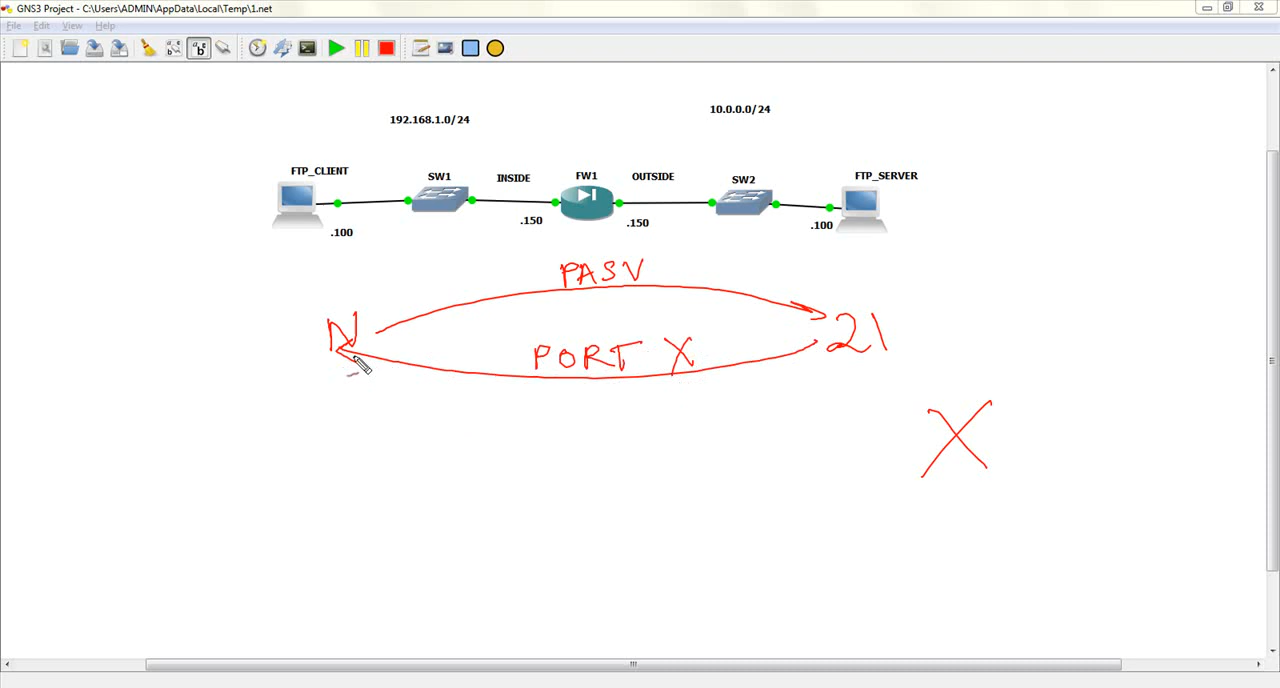 GNS3 Project - C:\Users\ADMIN\AppData\Local\Temp\1.net
File Edit View Help
192.168.1.0/24
10.0.0.0/24
FTP_CLIENT
SW1
INSIDE
FW1
OUTSIDE
SW2
FTP_SERVER
.100
.150
.150
.100
PASV
N
21
PORT X
X